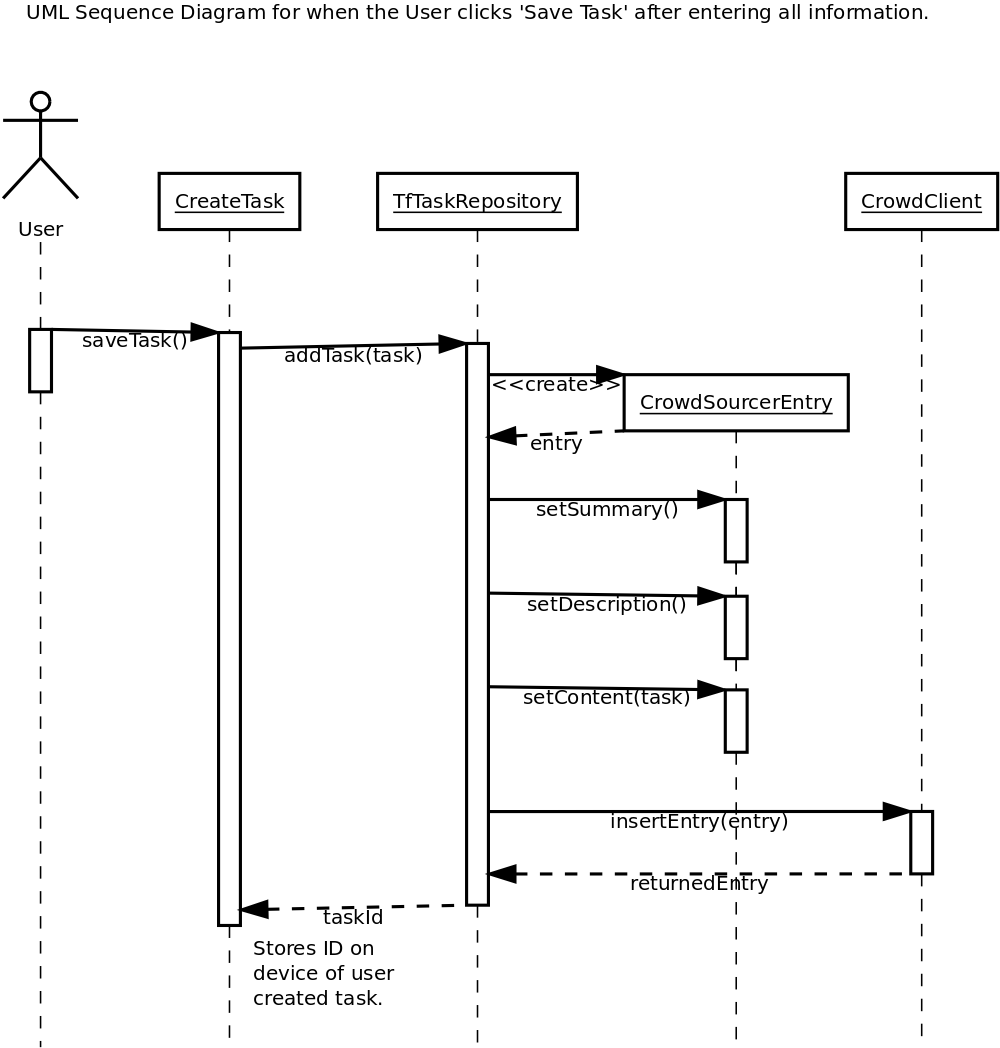 UML Sequence Diagram for when the User clicks 'Save Task' after entering all information.
User
CreateTask
TfTaskRepository
CrowdClient
saveTask()
addTask(task)
<<create>>
CrowdSourcerEntry
entry
setSummary()
setDescription()
setContent(task)
insertEntry(entry)
returnedEntry
taskId
Stores ID on
device of user
created task.